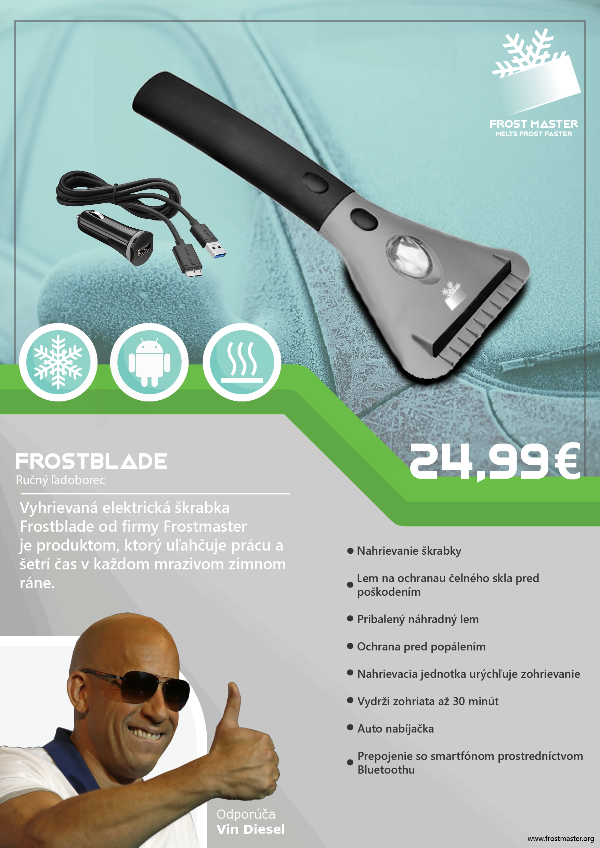 FROST MASTER
MELTS FROST FASTER
24,99€
FROSTBLADE
Ručný ľadoborec
Vyhrievaná elektrická škrabka
Frostblade od firmy Frostmaster
je produktom, ktorý uľahčuje prácu a
šetrí čas v každom mrazivom zimnom
ráne.
Nahrievanie škrabky
Lem na ochranau čelného skla pred
poškodením
Pribalený náhradný lem
Ochrana pred popálením
Nahrievacia jednotka urýchľuje zohrievanie
Vydrží zohriata až 30 minút
Auto nabíjačka
Prepojenie so smartfónom prostredníctvom
Bluetoothu
Odporúča
Vin Diesel
www.frostmaster.org